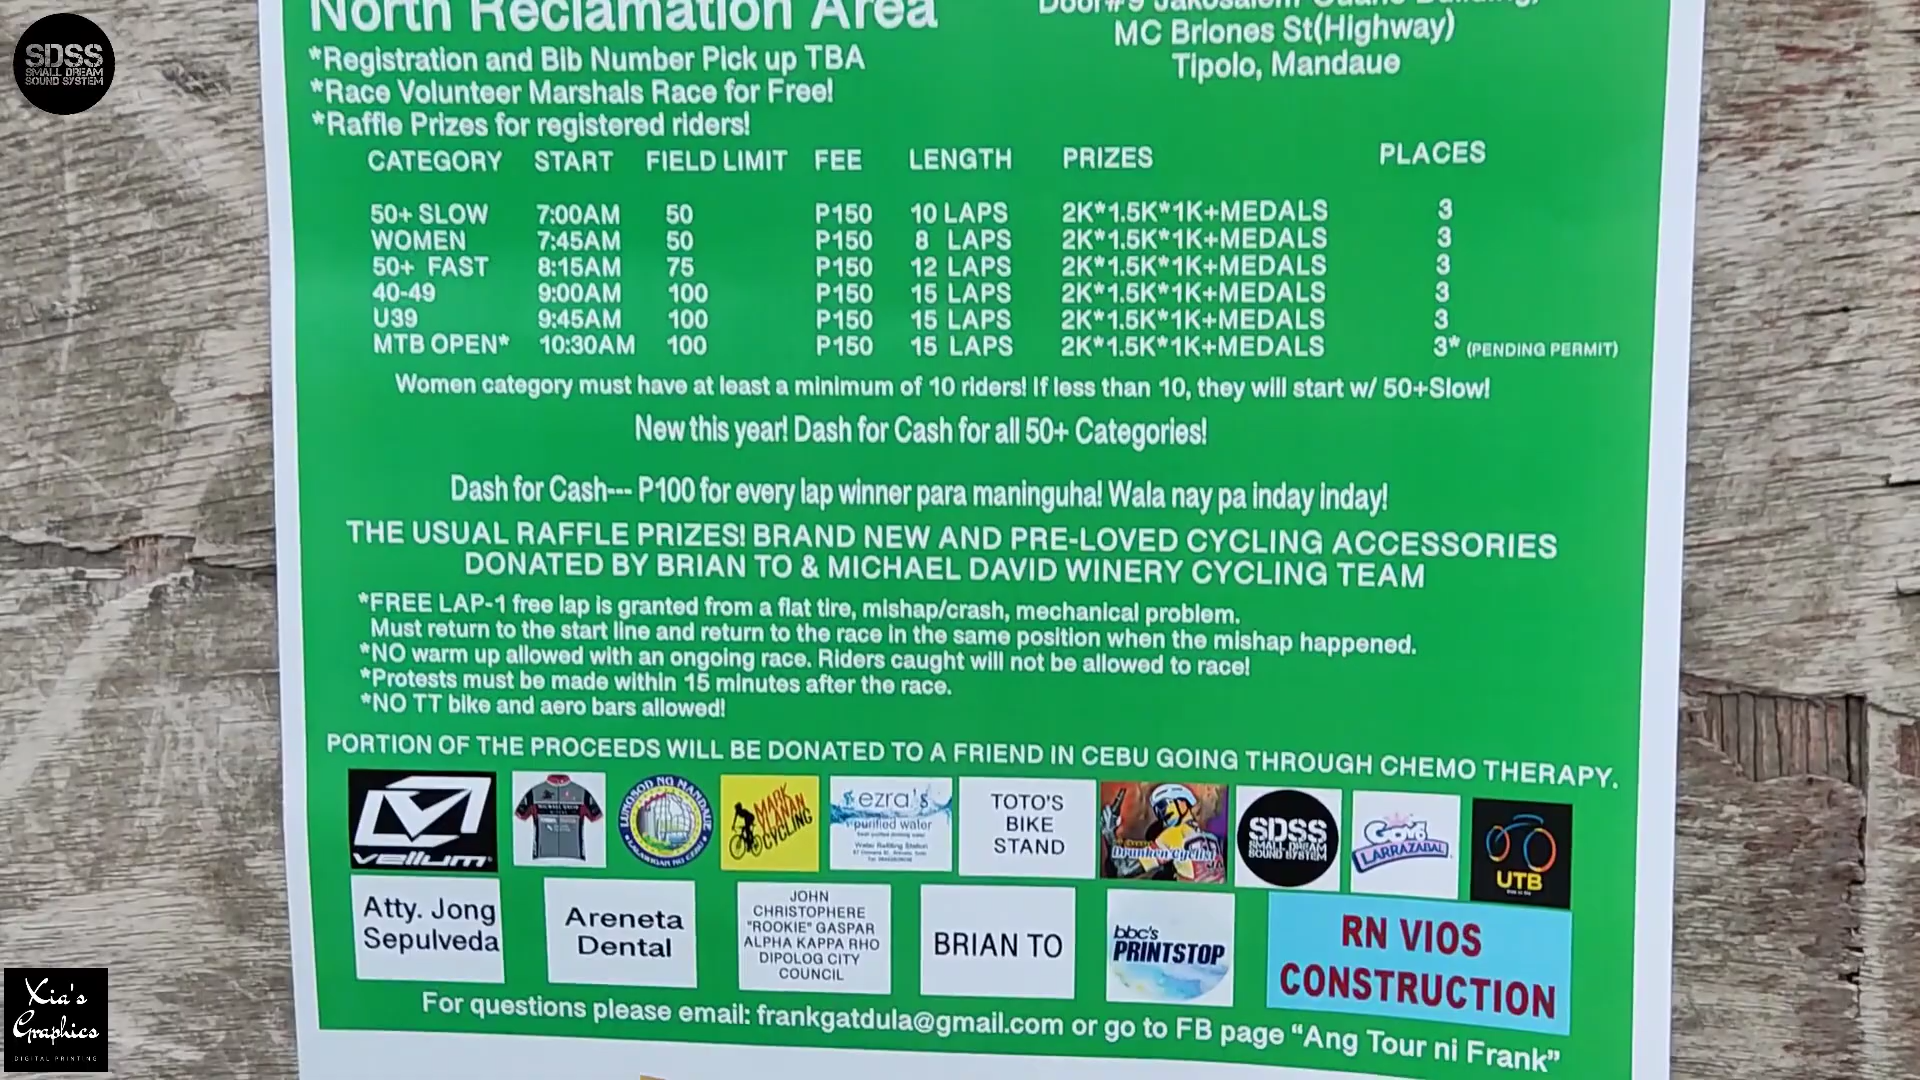 SDSS
SMALL DREAM
SOUND SYSTEM
North Reclamation Area
*Registration and Bib Number Pick up TBA
*Race Volunteer Marshals Race for Free!
*Raffle Prizes for registered riders!
MC Briones St(Highway)
Tipolo, Mandaue
CATEGORY START FIELD LIMIT FEE LENGTH PRIZES PLACES
50+ SLOW 7:00AM 50 P150 10 LAPS 2K*1.5K*1K+MEDALS 3
WOMEN 7:45AM 50 P150 8 LAPS 2K*1.5K*1K+MEDALS 3
50+ FAST 8:15AM 75 P150 12 LAPS 2K*1.5K*1K+MEDALS 3
40-49 9:00AM 100 P150 15 LAPS 2K*1.5K*1K+MEDALS 3
U39 9:45AM 100 P150 15 LAPS 2K*1.5K*1K+MEDALS 3
MTB OPEN* 10:30AM 100 P150 15 LAPS 2K*1.5K*1K+MEDALS 3* (PENDING PERMIT)
Women category must have at least a minimum of 10 riders! If less than 10, they will start w/ 50+Slow!
New this year! Dash for Cash for all 50+ Categories!
Dash for Cash--- P100 for every lap winner para maninguha! Wala nay pa inday inday!
THE USUAL RAFFLE PRIZES! BRAND NEW AND PRE-LOVED CYCLING ACCESSORIES
DONATED BY BRIAN TO & MICHAEL DAVID WINERY CYCLING TEAM
*FREE LAP-1 free lap is granted from a flat tire, mishap/crash, mechanical problem.
Must return to the start line and return to the race in the same position when the mishap happened.
*NO warm up allowed with an ongoing race. Riders caught will not be allowed to race!
*Protests must be made within 15 minutes after the race.
*NO TT bike and aero bars allowed!
PORTION OF THE PROCEEDS WILL BE DONATED TO A FRIEND IN CEBU GOING THROUGH CHEMO THERAPY.
vellum
LUNGSOD NG MANDAUE
LALAWIGAN NG CEBU
MARK
ALMAN
CYCLING
ezra's
purified water
Water Refilling Station
TOTO'S
BIKE
STAND
Drunken Cyclist
SDSS
SMALL DREAM
SOUND SYSTEM
GOYO
LARRAZABAL
UTB
Atty. Jong
Sepulveda
Areneta
Dental
JOHN
CHRISTOPHERE
"ROOKIE" GASPAR
ALPHA KAPPA RHO
DIPOLOG CITY
COUNCIL
BRIAN TO
bbc's
PRINTSTOP
RN VIOS
CONSTRUCTION
For questions please email: frankgatdula@gmail.com or go to FB page “Ang Tour ni Frank”
Xia's
Graphics
DIGITAL PRINTING